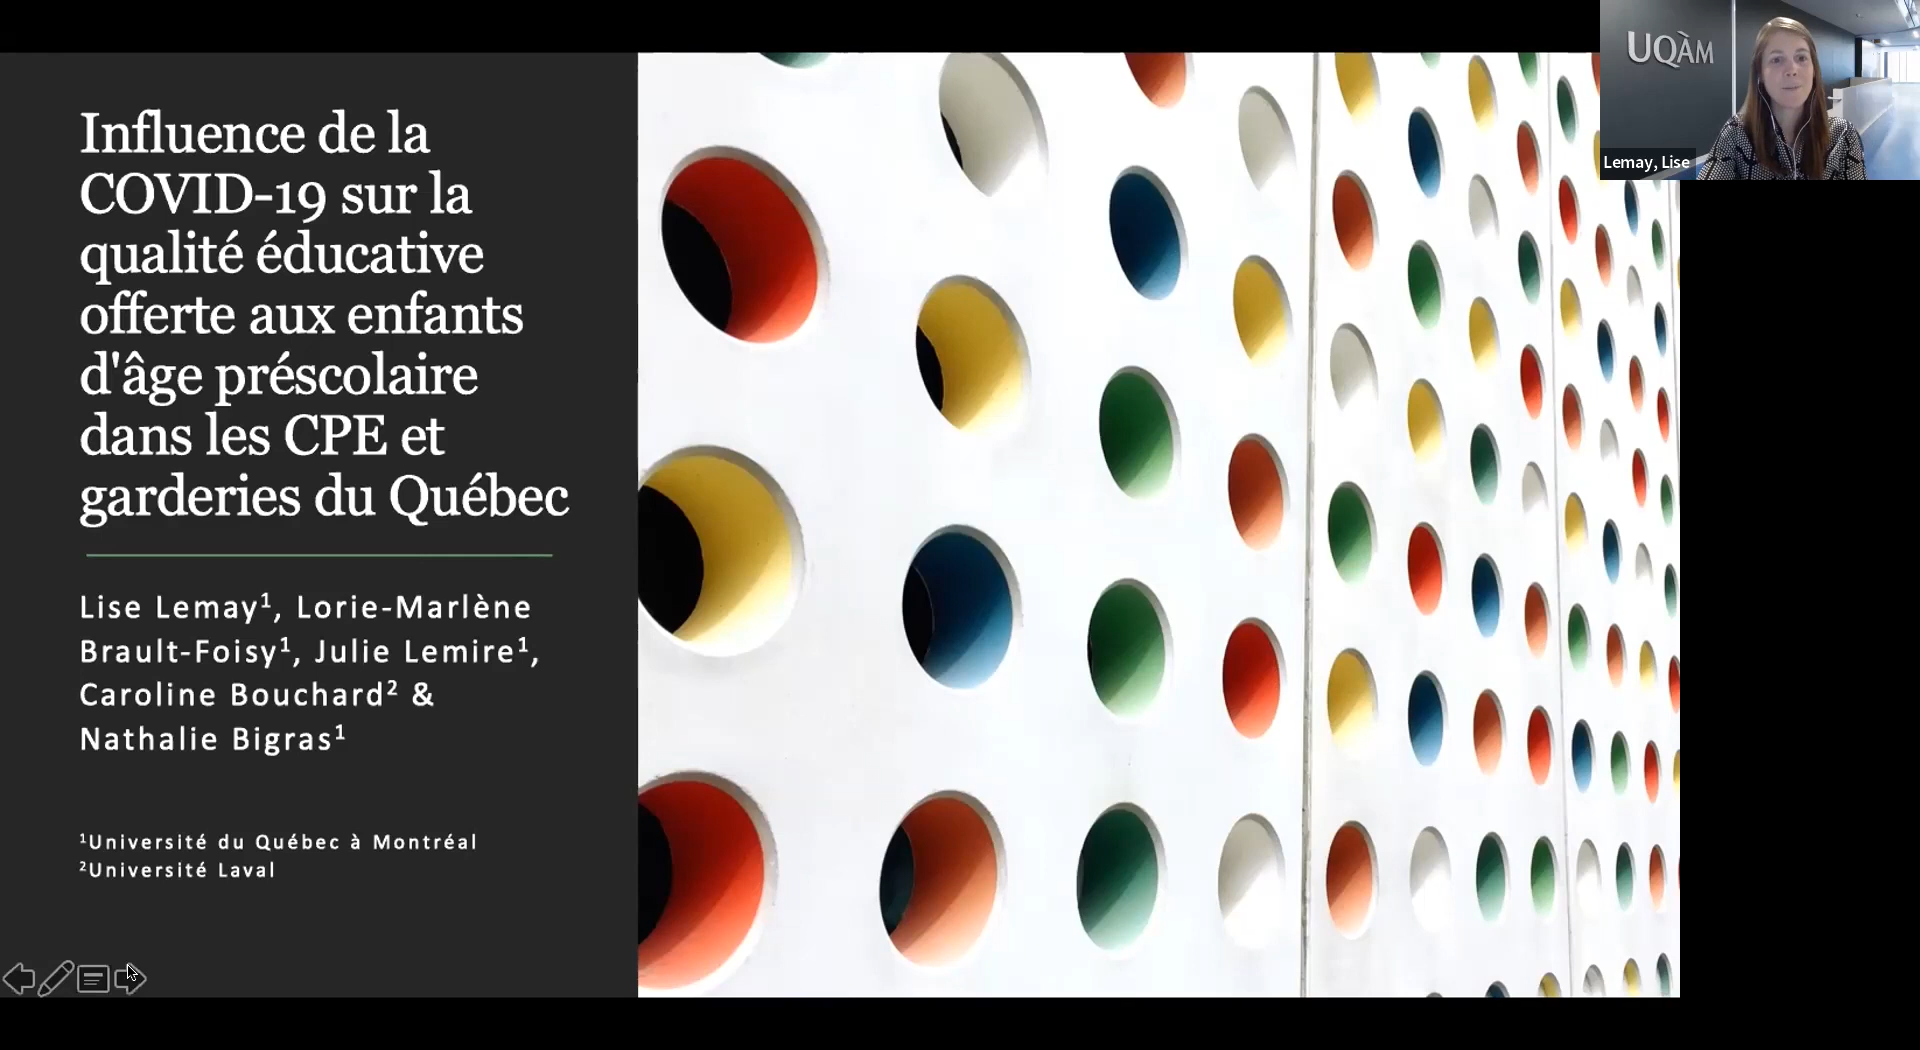 Influence de la
COVID-19 sur la
qualité éducative
offerte aux enfants
d'âge préscolaire
dans les CPE et
garderies du Québec
Lise Lemay¹, Lorie-Marlène
Brault-Foisy¹, Julie Lemire¹,
Caroline Bouchard² &
Nathalie Bigras¹
¹Université du Québec à Montréal
²Université Laval
UQÀM
Lemay, Lise